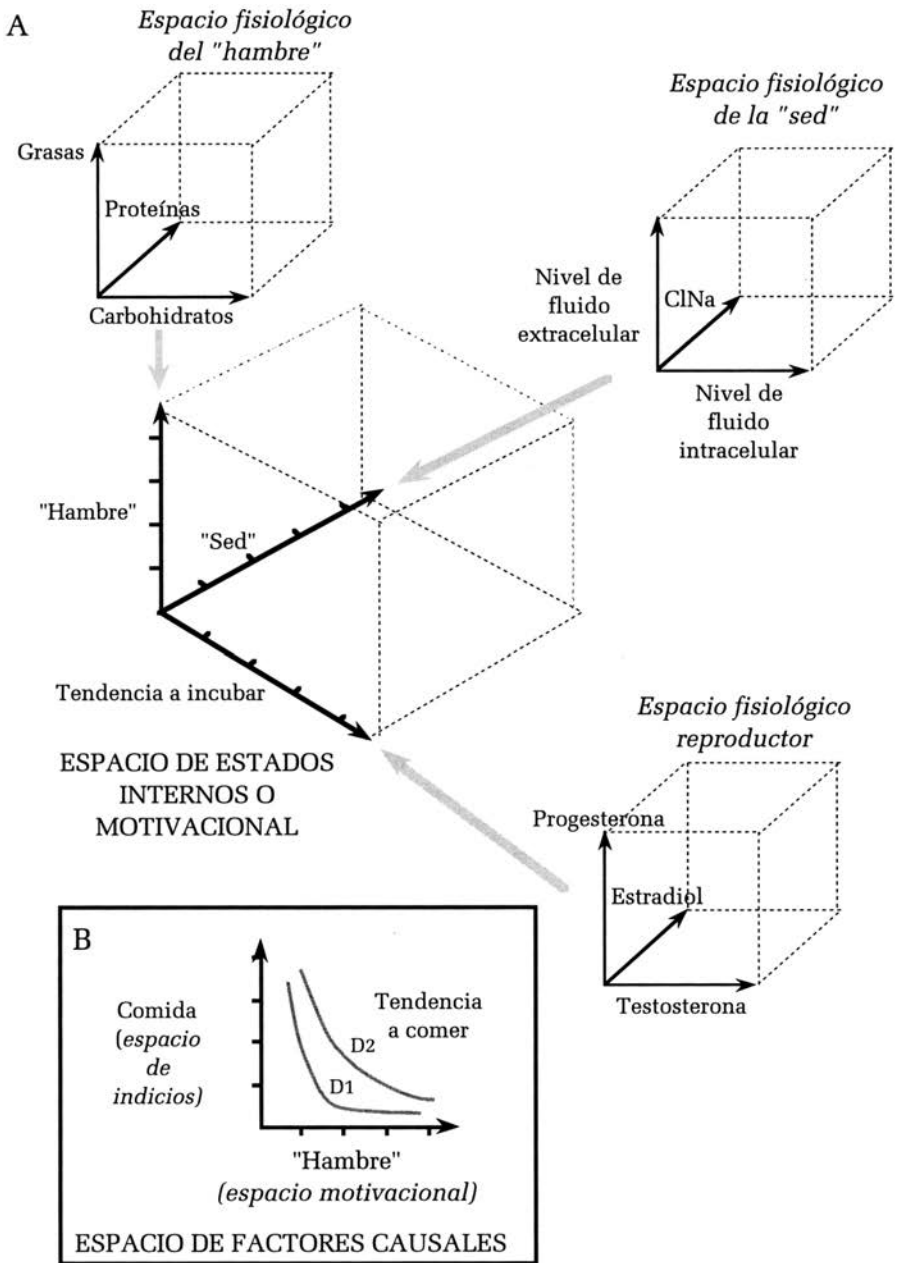 A
Espacio fisiológico
del "hambre"
Grasas
Proteínas
Carbohidratos
Espacio fisiológico
de la "sed"
Nivel de
fluido
extracelular
ClNa
Nivel de
fluido
intracelular
"Hambre"
"Sed"
Tendencia a incubar
ESPACIO DE ESTADOS
INTERNOS O
MOTIVACIONAL
Espacio fisiológico
reproductor
Progesterona
Estradiol
Testosterona
B
Comida
(espacio
de
indicios)
Tendencia
a comer
D2
D1
"Hambre"
(espacio motivacional)
ESPACIO DE FACTORES CAUSALES